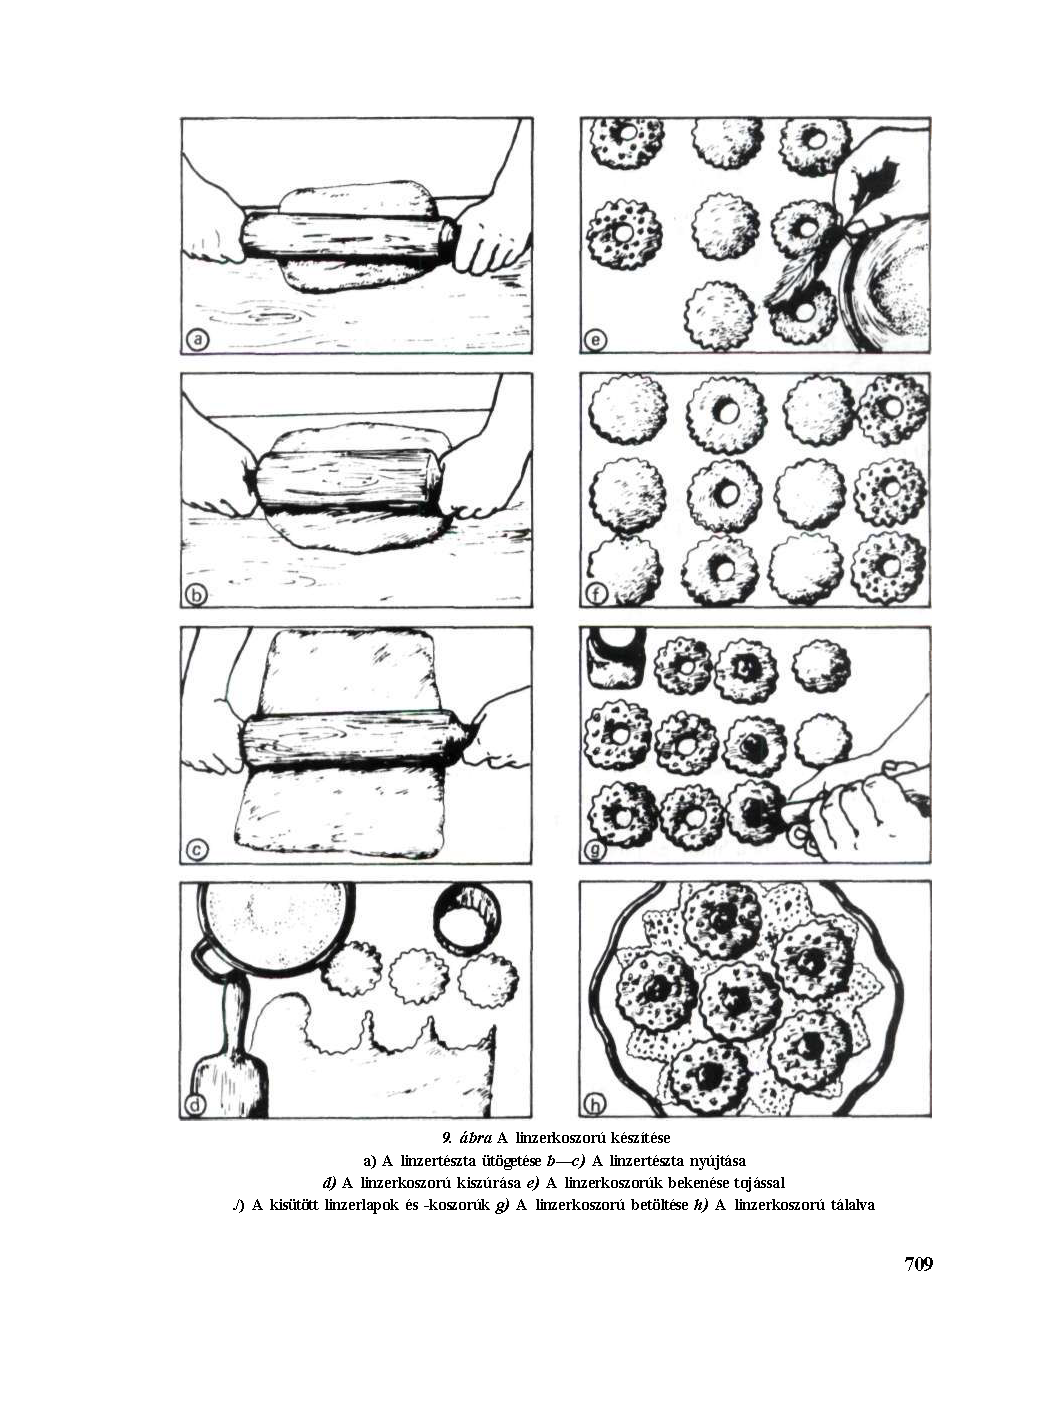 a
e
b
f
c
g
d
h
9. ábra A linzerkoszorú készítése
a) A linzertészta ütögetése b—c) A linzertészta nyújtása
d) A linzerkoszorú kiszúrása e) A linzerkoszorúk bekenése tojással
./) A kisütött linzerlapok és -koszorúk g) A linzerkoszorú betöltése h) A linzerkoszorú tálalva
709